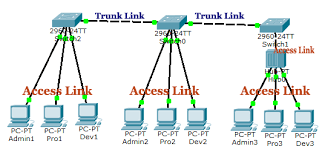 Trunk Link
Trunk Link
2960-24TT
Switch2
2960-24TT
Switch0
2960-24TT
Switch1
Access Link
Access Link
Access Link
Access Link
PC-PT
Admin1
PC-PT
Pro1
PC-PT
Dev1
PC-PT
Admin2
PC-PT
Pro2
PC-PT
Dev2
PC-PT
Admin3
PC-PT
Pro3
PC-PT
Dev3